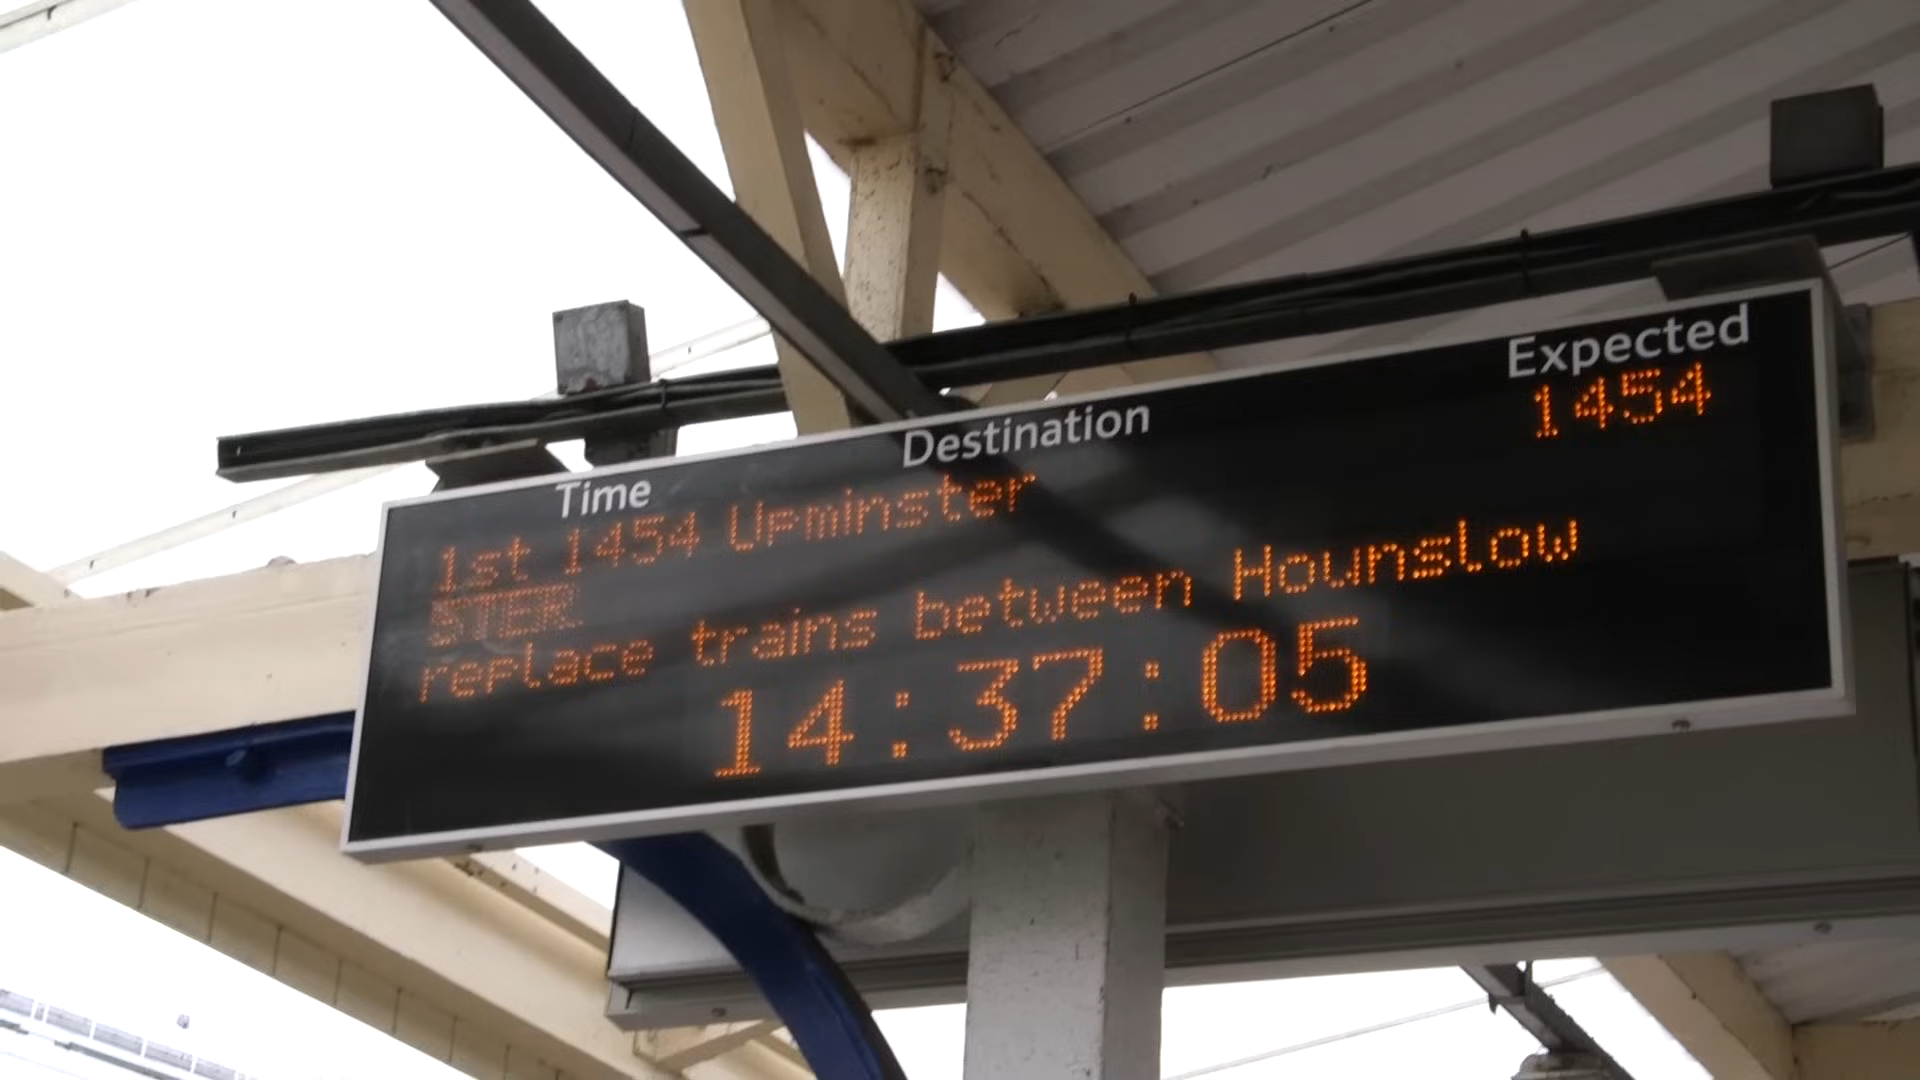 Time Destination Expected
1st 1454 Upminster 1454
replace trains between Hounslow
14:37:05